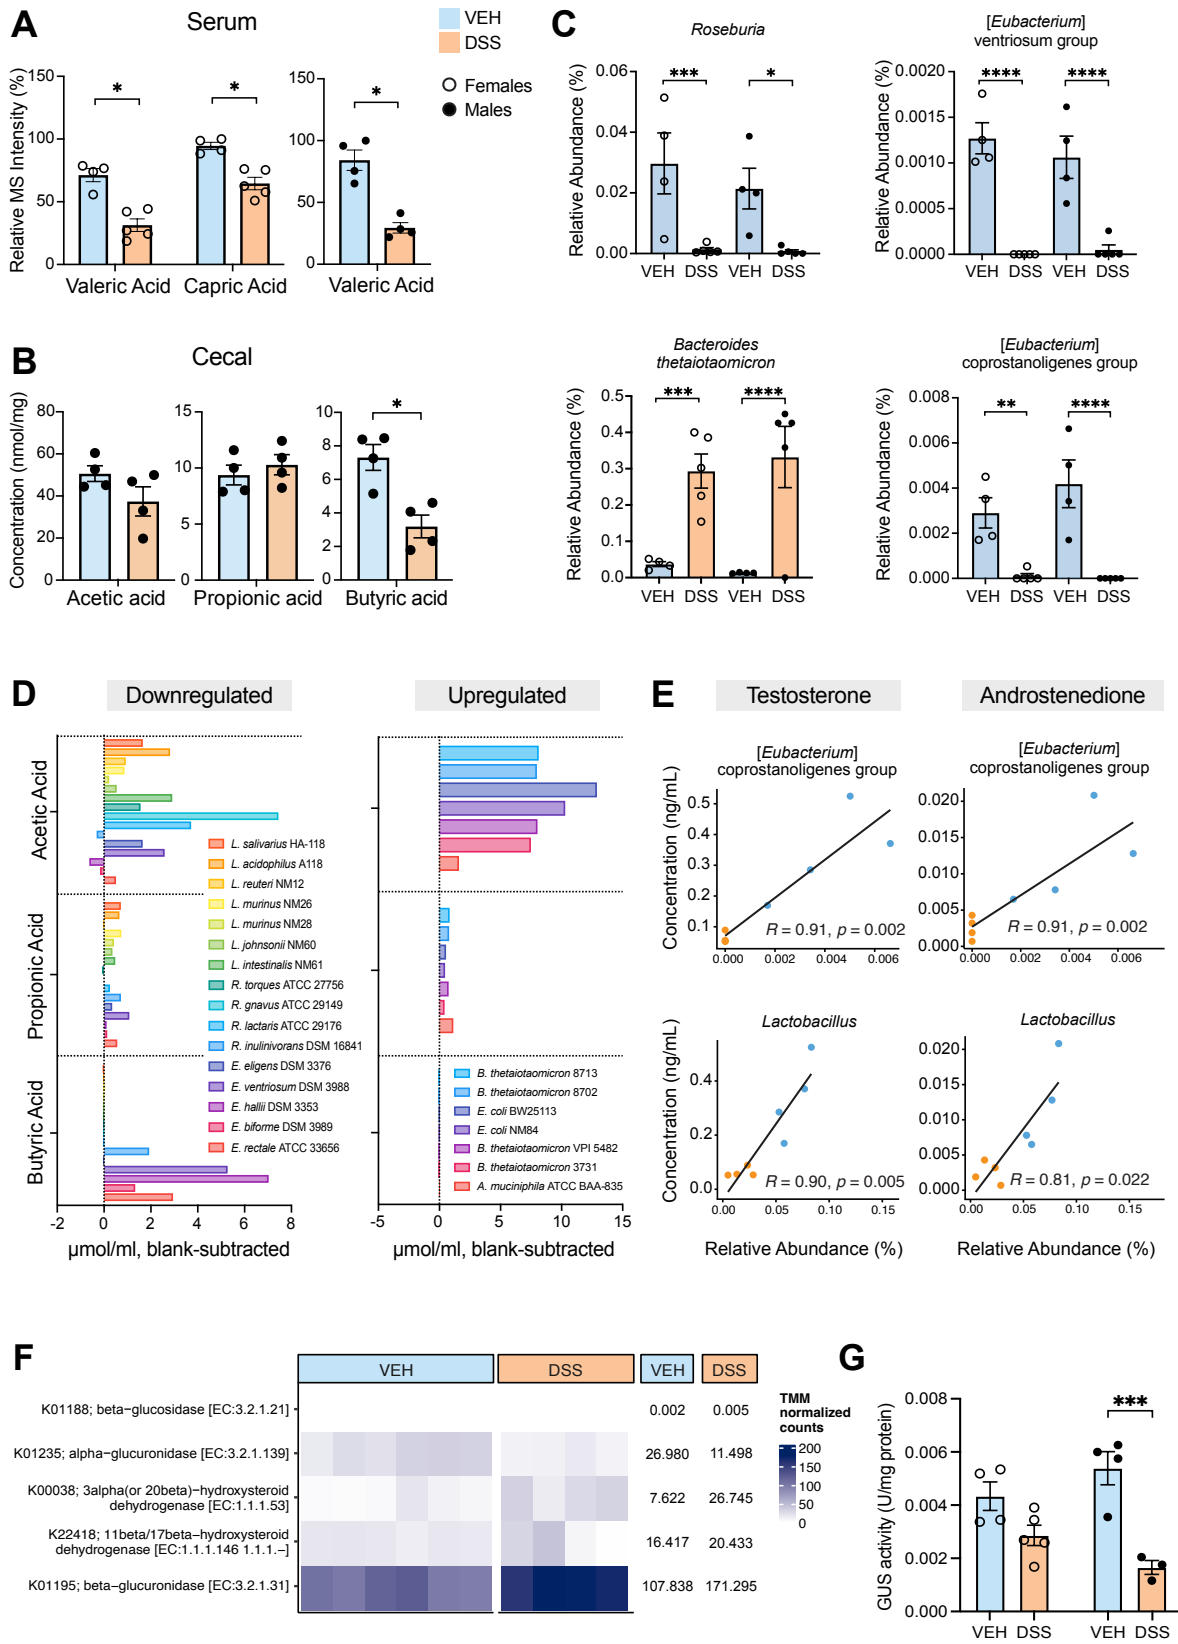 A
Serum
VEH
DSS
Females
Males
Relative MS Intensity (%)
150
100
50
0
*
*
Valeric Acid
Capric Acid
150
100
50
0
*
Valeric Acid
B
Cecal
Concentration (nmol/mg)
80
60
40
20
0
Acetic acid
15
10
5
0
Propionic acid
10
8
6
4
2
0
*
Butyric acid
C
Roseburia
Relative Abundance (%)
0.06
0.04
0.02
0.00
***
*
VEH
DSS
VEH
DSS
[Eubacterium]
ventriosum group
Relative Abundance (%)
0.0020
0.0015
0.0010
0.0005
0.0000
****
****
VEH
DSS
VEH
DSS
Bacteroides
thetaiotaomicron
Relative Abundance (%)
0.5
0.4
0.3
0.2
0.1
0.0
***
****
VEH
DSS
VEH
DSS
[Eubacterium]
coprostanoligenes group
Relative Abundance (%)
0.008
0.006
0.004
0.002
0.000
**
****
VEH
DSS
VEH
DSS
D
Downregulated
Acetic Acid
Propionic Acid
Butyric Acid
L. salivarius HA-118
L. acidophilus A118
L. reuteri NM12
L. murinus NM26
L. murinus NM28
L. johnsonii NM60
L. intestinalis NM61
R. torques ATCC 27756
R. gnavus ATCC 29149
R. lactaris ATCC 29176
R. inulinivorans DSM 16841
E. eligens DSM 3376
E. ventriosum DSM 3988
E. hallii DSM 3353
E. biforme DSM 3989
E. rectale ATCC 33656
-2
0
2
4
6
8
µmol/ml, blank-subtracted
Upregulated
B. thetaiotaomicron 8713
B. thetaiotaomicron 8702
E. coli BW25113
E. coli NM84
B. thetaiotaomicron VPI 5482
B. thetaiotaomicron 3731
A. muciniphila ATCC BAA-835
-5
0
5
10
15
µmol/ml, blank-subtracted
E
Testosterone
Androstenedione
[Eubacterium]
coprostanoligenes group
Concentration (ng/mL)
0.5
0.4
0.3
0.2
0.1
R = 0.91, p = 0.002
0.000
0.002
0.004
0.006
[Eubacterium]
coprostanoligenes group
0.020
0.015
0.010
0.005
0.000
R = 0.91, p = 0.002
0.000
0.002
0.004
0.006
Lactobacillus
Concentration (ng/mL)
0.4
0.2
0.0
R = 0.90, p = 0.005
0.00
0.05
0.10
0.15
Relative Abundance (%)
Lactobacillus
0.020
0.015
0.010
0.005
0.000
R = 0.81, p = 0.022
0.00
0.05
0.10
0.15
Relative Abundance (%)
F
VEH
DSS
VEH
DSS
K01188; beta−glucosidase [EC:3.2.1.21]
0.002
0.005
K01235; alpha−glucuronidase [EC:3.2.1.139]
26.980
11.498
K00038; 3alpha(or 20beta)−hydroxysteroid
dehydrogenase [EC:1.1.1.53]
7.622
26.745
K22418; 11beta/17beta−hydroxysteroid
dehydrogenase [EC:1.1.1.146 1.1.1.−]
16.417
20.433
K01195; beta−glucuronidase [EC:3.2.1.31]
107.838
171.295
TMM
normalized
counts
200
150
100
50
0
G
GUS activity (U/mg protein)
0.008
0.006
0.004
0.002
0.000
***
VEH
DSS
VEH
DSS